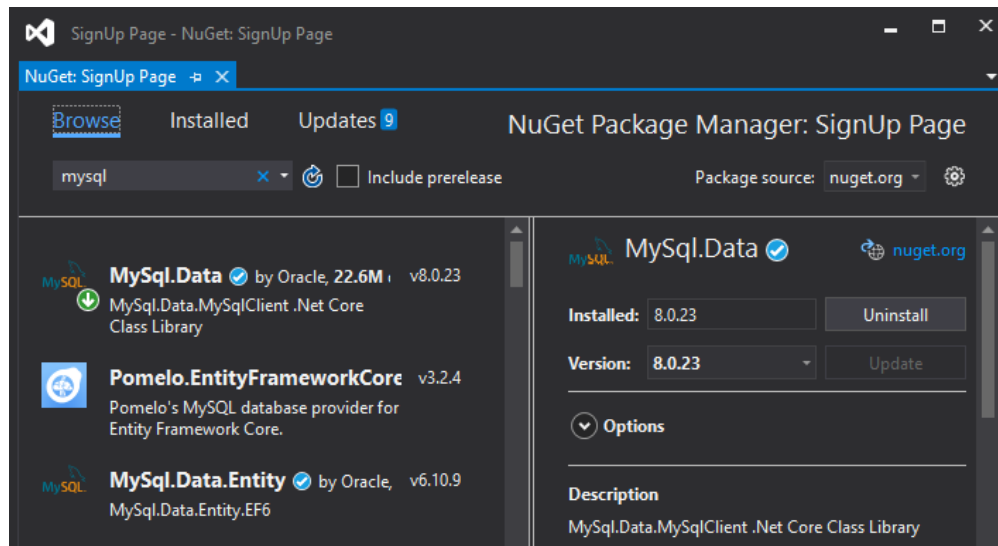 SignUp Page - NuGet: SignUp Page
NuGet: SignUp Page
Browse Installed Updates 9
NuGet Package Manager: SignUp Page
mysql Include prerelease
Package source: nuget.org
MySQL MySql.Data by Oracle, 22.6M v8.0.23
MySql.Data.MySqlClient .Net Core
Class Library
Pomelo.EntityFrameworkCore v3.2.4
Pomelo's MySQL database provider for
Entity Framework Core.
MySQL MySql.Data.Entity by Oracle, v6.10.9
MySql.Data.Entity.EF6
MySQL MySql.Data nuget.org
Installed: 8.0.23 Uninstall
Version: 8.0.23 Update
Options
Description
MySql.Data.MySqlClient .Net Core Class Library